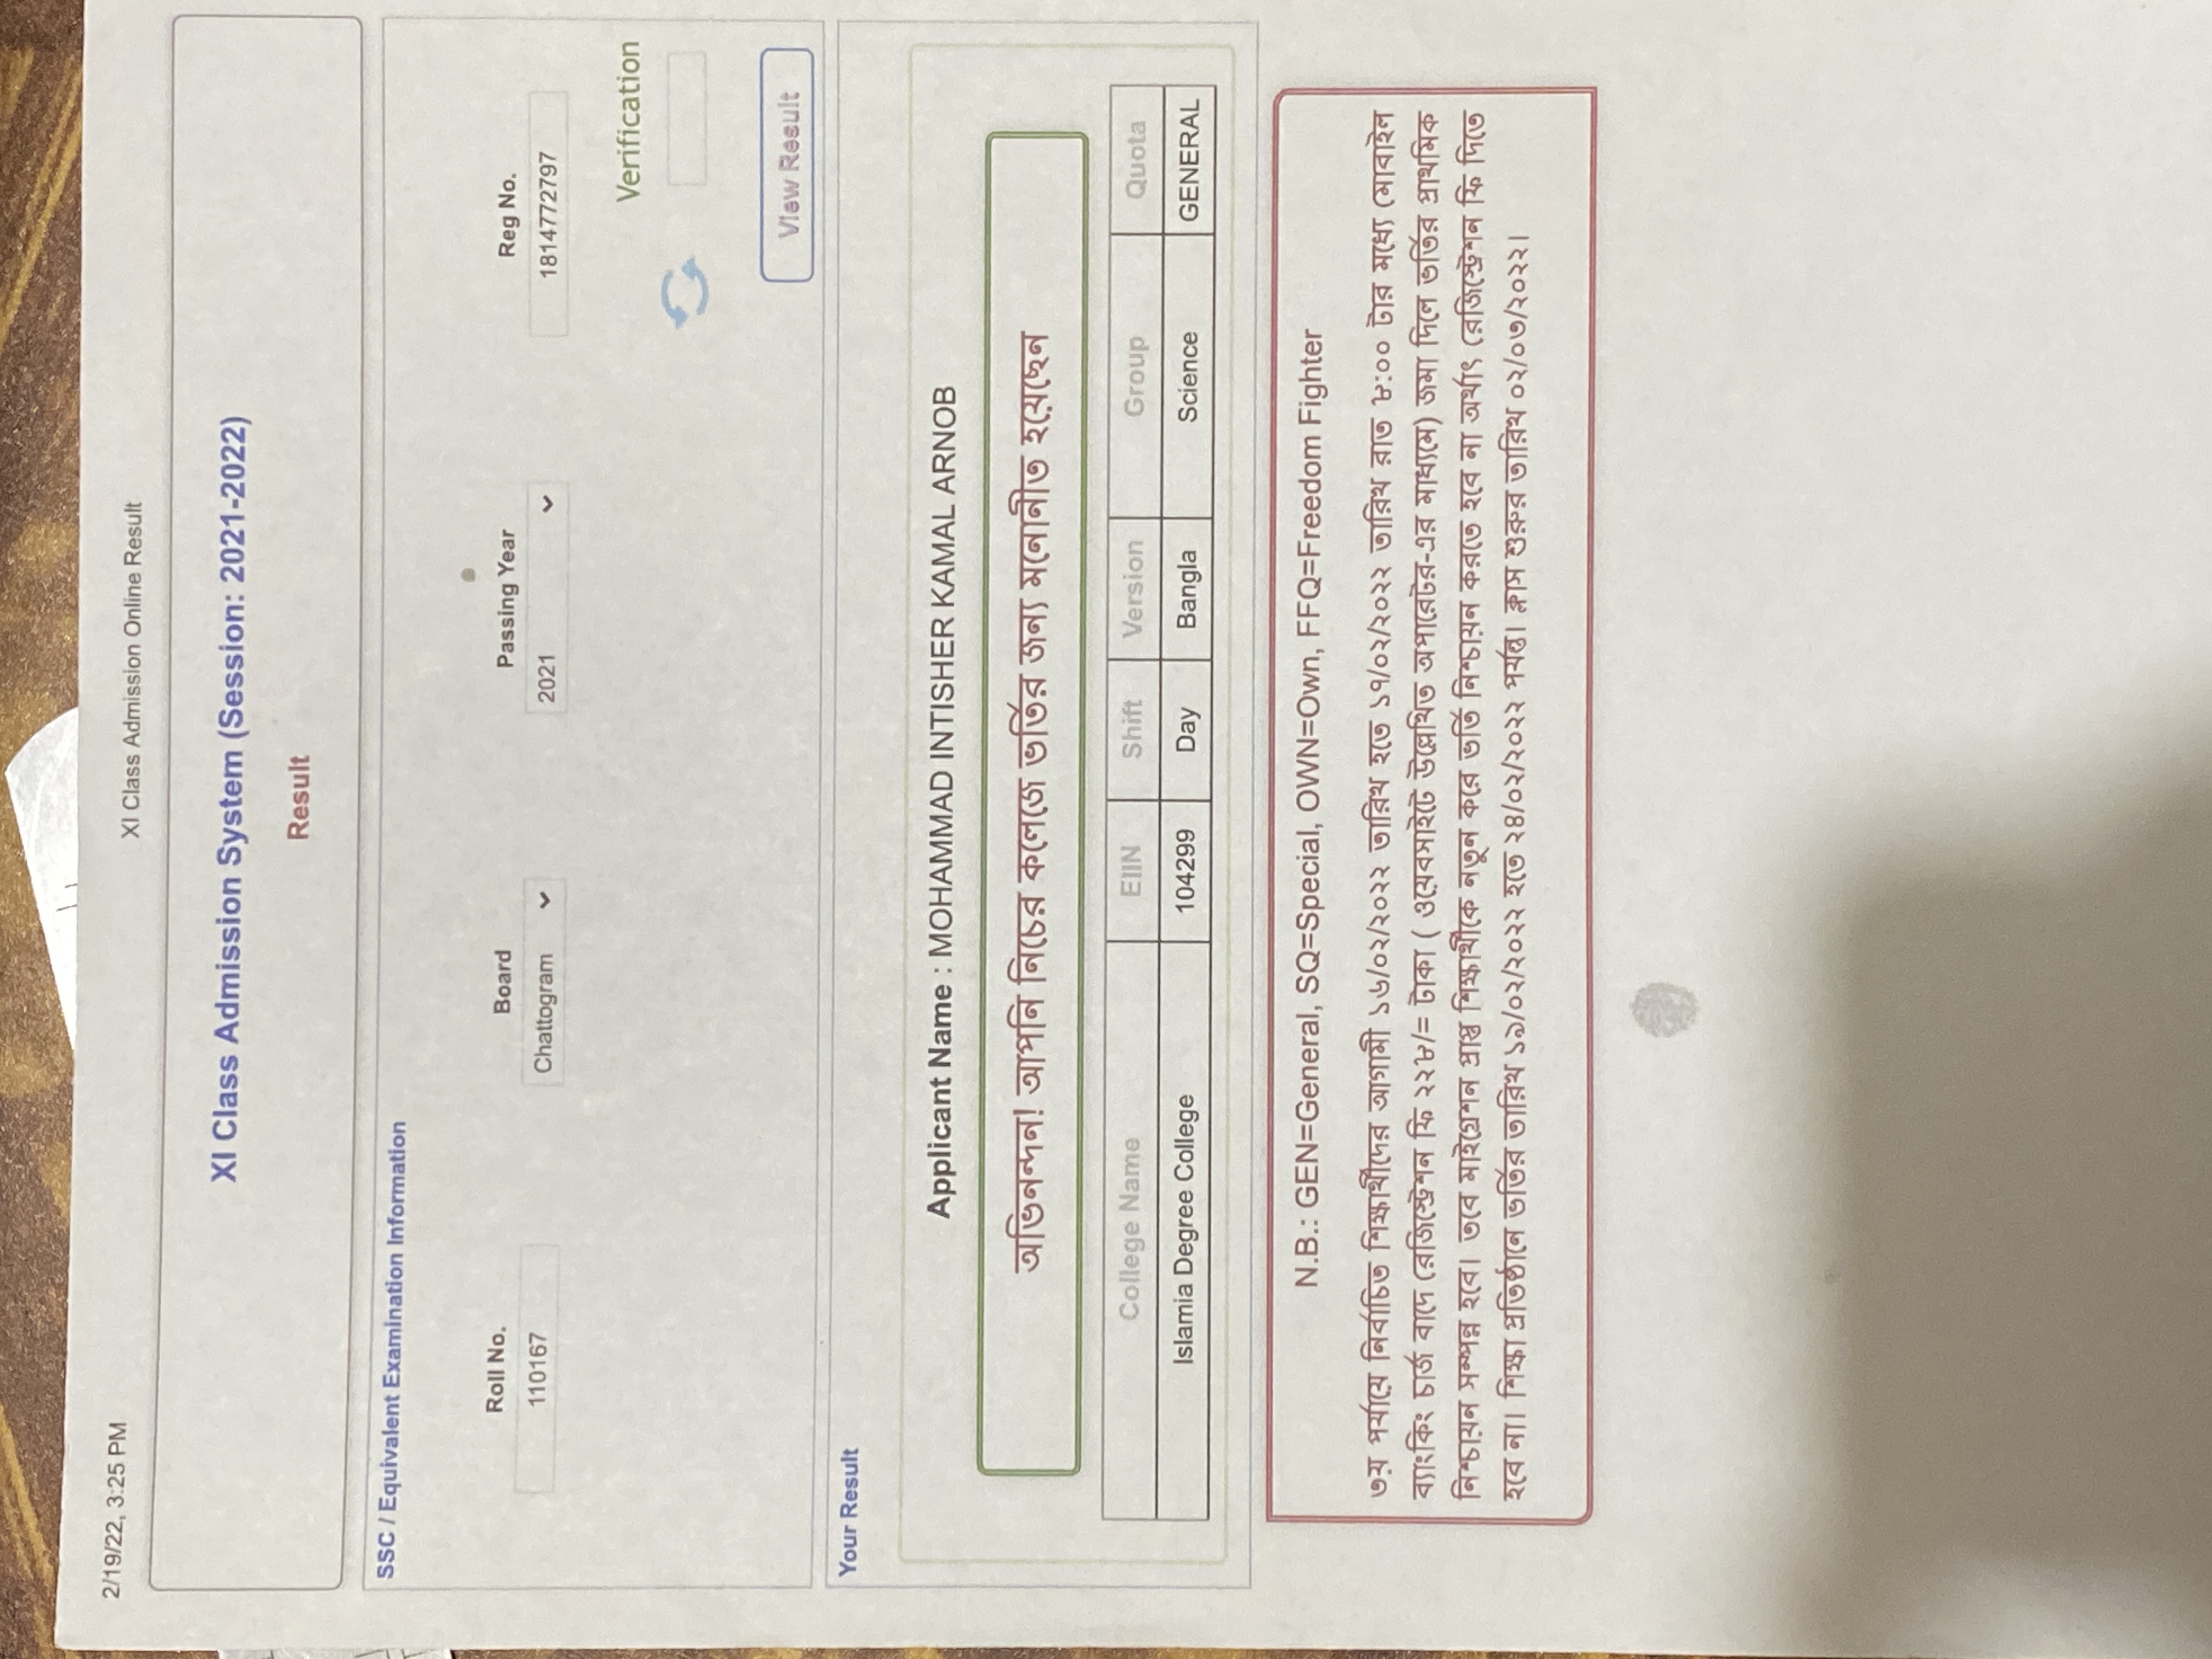 2/19/22, 3:25 PM
XI Class Admission Online Result
XI Class Admission System (Session: 2021-2022)
Result
SSC / Equivalent Examination Information
Roll No. Board Passing Year Reg No.
110167 Chattogram 2021 1814772797
Verification
View Result
Your Result
Applicant Name : MOHAMMAD INTISHER KAMAL ARNOB
অভিনন্দন! আপনি নিচের কলেজে ভর্তির জন্য মনোনীত হয়েছেন
College Name EIIN Shift Version Group Quota
Islamia Degree College 104299 Day Bangla Science GENERAL
N.B.: GEN=General, SQ=Special, OWN=Own, FFQ=Freedom Fighter
৩য় পর্যায়ে নির্বাচিত শিক্ষার্থীদের আগামী ১৬/০২/২০২২ তারিখ হতে ১৭/০২/২০২২ তারিখ রাত ৮:০০ টার মধ্যে মোবাইল
ব্যাংকিং চার্জ বাদে রেজিস্ট্রেশন ফি ২২৮/= টাকা ( ওয়েবসাইটে উল্লেখিত অপারেটর-এর মাধ্যমে) জমা দিলে ভর্তির প্রাথমিক
নিশ্চায়ন সম্পন্ন হবে। তবে মাইগ্রেশন প্রাপ্ত শিক্ষার্থীকে নতুন করে ভর্তি নিশ্চায়ন করতে হবে না অর্থাৎ রেজিস্ট্রেশন ফি দিতে
হবে না। শিক্ষা প্রতিষ্ঠানে ভর্তির তারিখ ১৯/০২/২০২২ হতে ২৪/০২/২০২২ পর্যন্ত। ক্লাস শুরুর তারিখ ০২/০৩/২০২২।